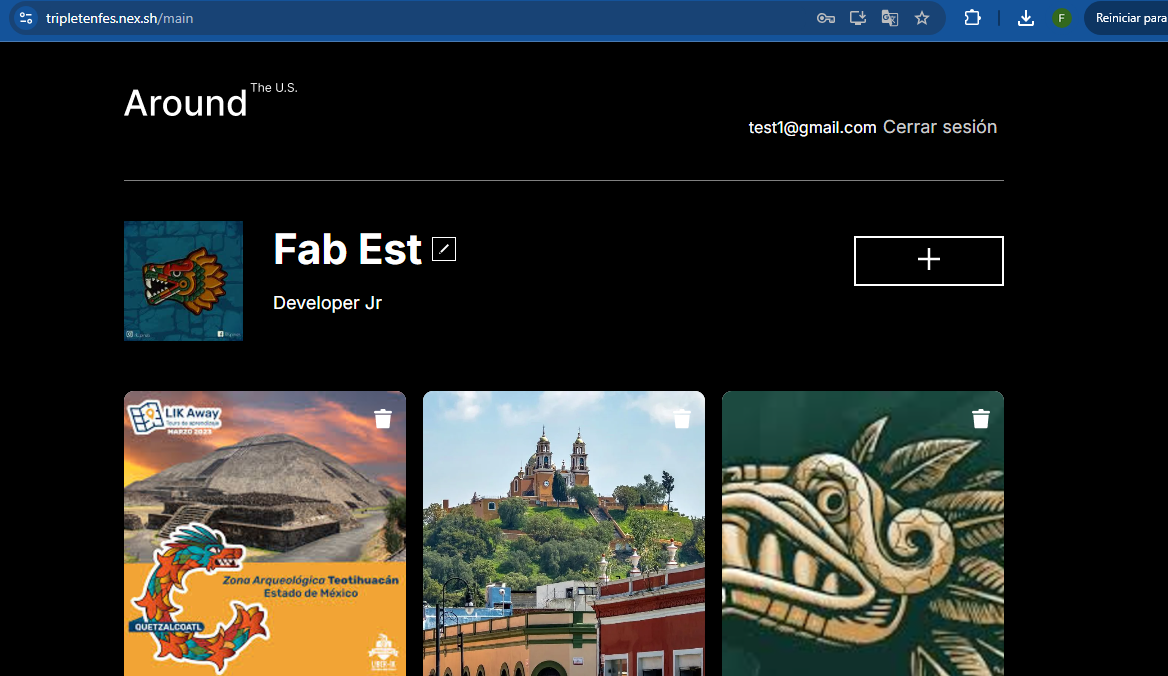 tripletenfes.nex.sh/main
F
Reiniciar para
Around The U.S.
test1@gmail.com Cerrar sesión
Fab Est
Developer Jr
LIK Away
Tours de aprendizaje
MARZO 2023
Zona Arqueológica Teotihuacán
Estado de México
QUETZALCOATL